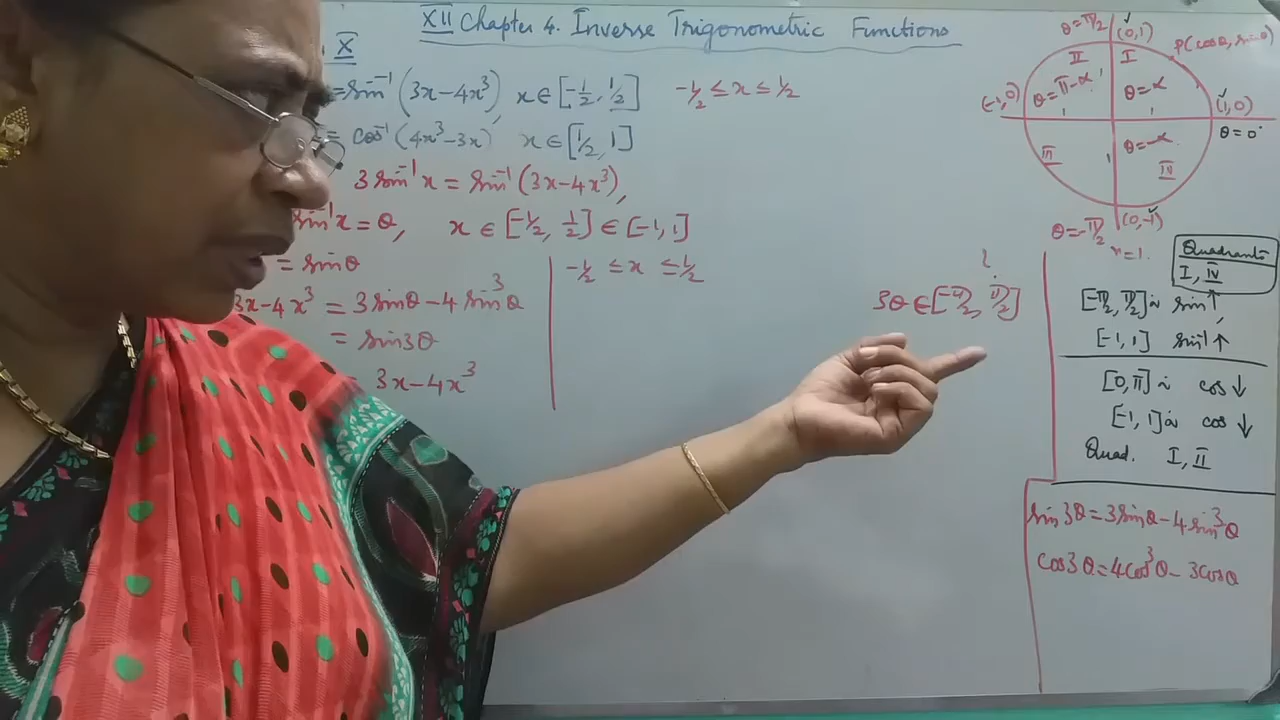 XII Chapter 4. Inverse Trigonometric Functions
X
= sin⁻¹(3x-4x³) x ∈ [-1/2, 1/2] -1/2 ≤ x ≤ 1/2
= cos⁻¹(4x³-3x), x ∈ [1/2, 1]
3 sin⁻¹x = sin⁻¹(3x-4x³),
sin⁻¹x = θ, x ∈ [-1/2, 1/2] ∈ [-1, 1]
= sinθ
-1/2 ≤ x ≤ 1/2
3x-4x³ = 3sinθ-4sin³θ
= sin3θ
= 3x-4x³
?
3θ ∈ [-π/2, π/2]
θ=π/2 (0,1)
P(cosθ, sinθ)
II I
θ=π-α θ=α
(-1,0) (1,0)
θ=0°
θ=-α
III IV
θ=-π/2 (0,-1)
r=1.
Quadrants
I, IV
[-π/2, π/2] in sin↑,
[-1, 1] sin⁻¹↑
[0, π] in cos↓
[-1, 1] in cos↓
Quad. I, II
sin3θ=3sinθ-4sin³θ
cos3θ=4cos³θ-3cosθ